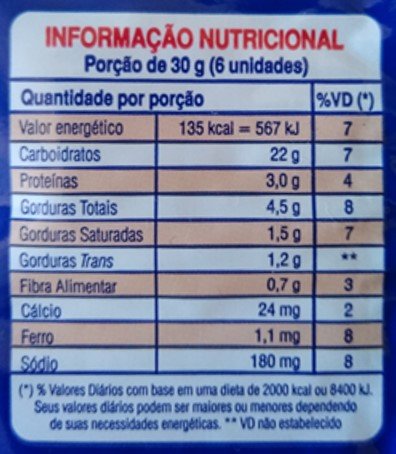 INFORMAÇÃO NUTRICIONAL
Porção de 30 g (6 unidades)
Quantidade por porção %VD (*)
Valor energético 135 kcal = 567 kJ 7
Carboidratos 22 g 7
Proteínas 3,0 g 4
Gorduras Totais 4,5 g 8
Gorduras Saturadas 1,5 g 7
Gorduras Trans 1,2 g **
Fibra Alimentar 0,7 g 3
Cálcio 24 mg 2
Ferro 1,1 mg 8
Sódio 180 mg 8
(*) % Valores Diários com base em uma dieta de 2000 kcal ou 8400 kJ.
Seus valores diários podem ser maiores ou menores dependendo
de suas necessidades energéticas. ** VD não estabelecido